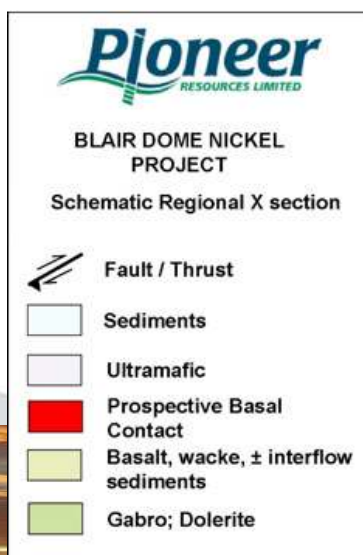 Pioneer
RESOURCES LIMITED
BLAIR DOME NICKEL
PROJECT
Schematic Regional X section
Fault / Thrust
Sediments
Ultramafic
Prospective Basal
Contact
Basalt, wacke, ± interflow
sediments
Gabro; Dolerite